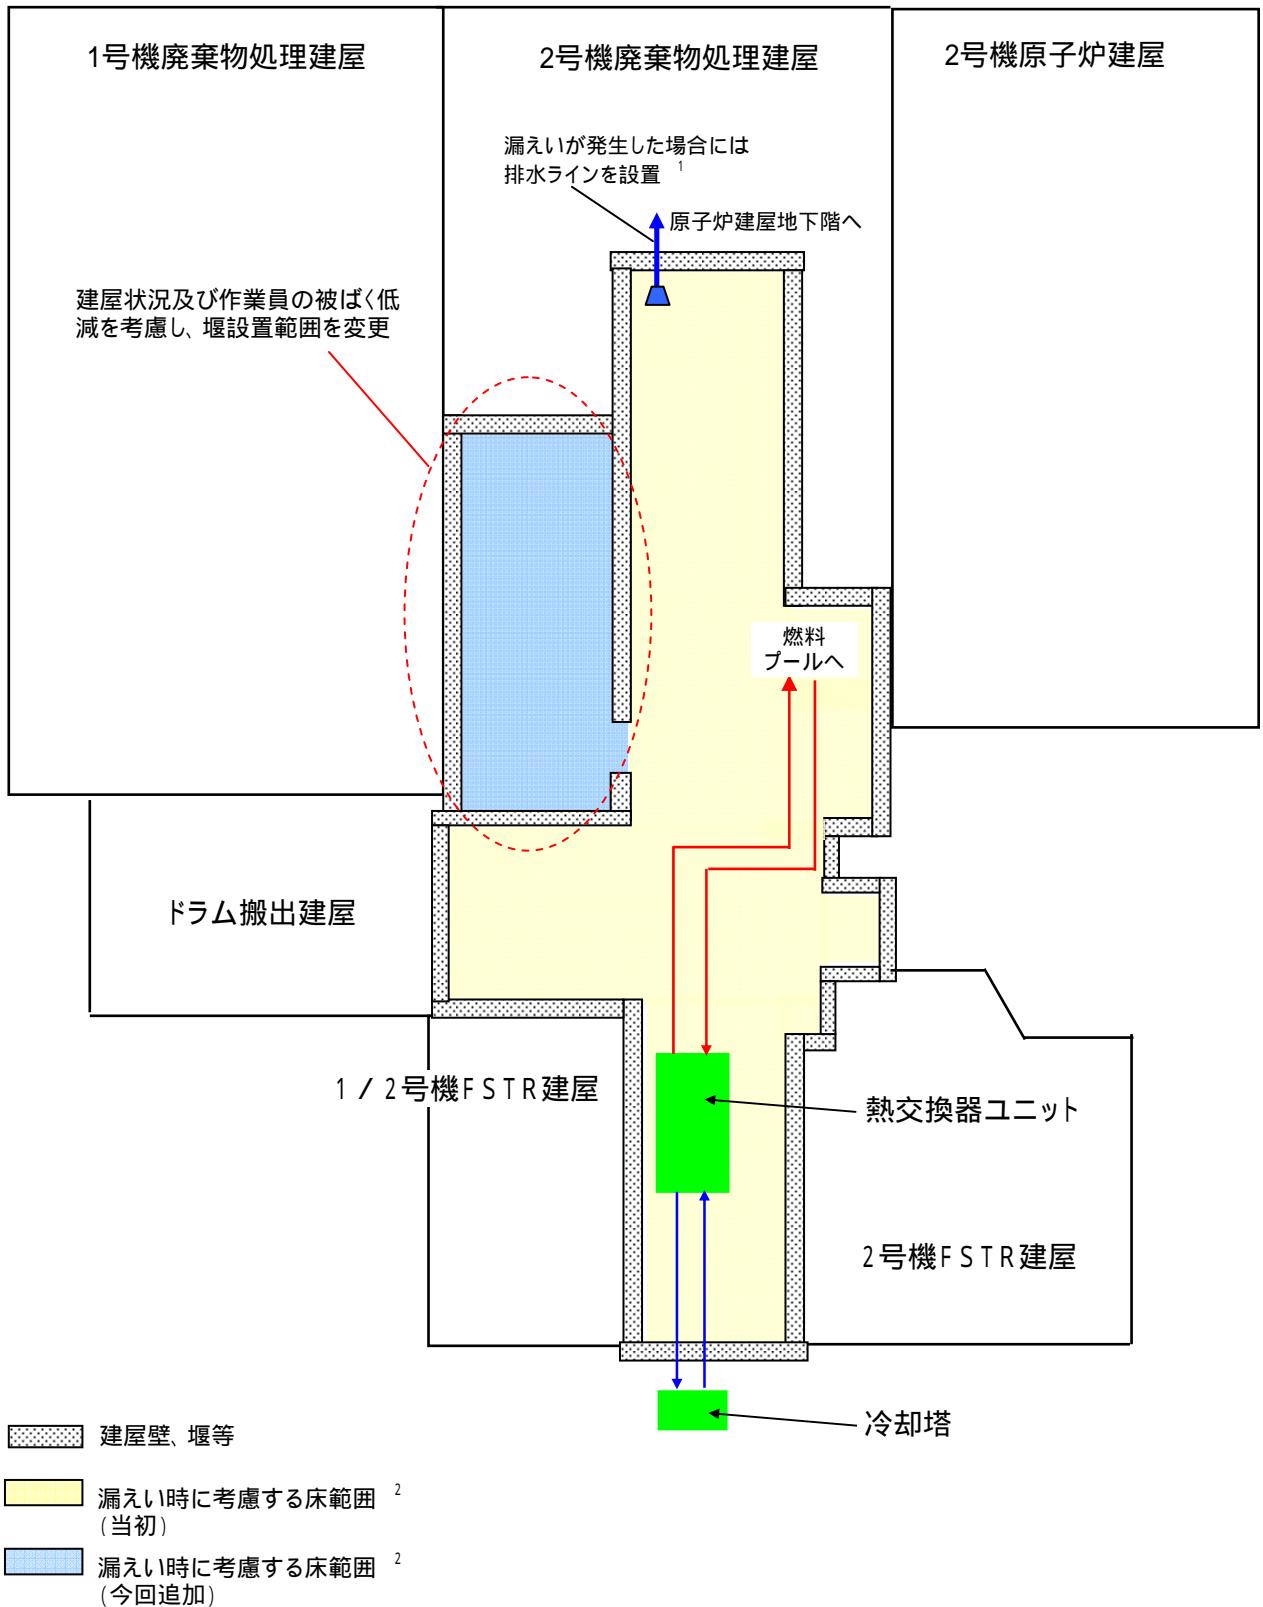 1号機廃棄物処理建屋
2号機廃棄物処理建屋
2号機原子炉建屋
漏えいが発生した場合には
排水ラインを設置 1
原子炉建屋地下階へ
建屋状況及び作業員の被ばく低
減を考慮し、堰設置範囲を変更
燃料
プールへ
ドラム搬出建屋
1/2号機FSTR建屋
熱交換器ユニット
2号機FSTR建屋
冷却塔
建屋壁、堰等
漏えい時に考慮する床範囲 2
(当初)
漏えい時に考慮する床範囲 2
(今回追加)